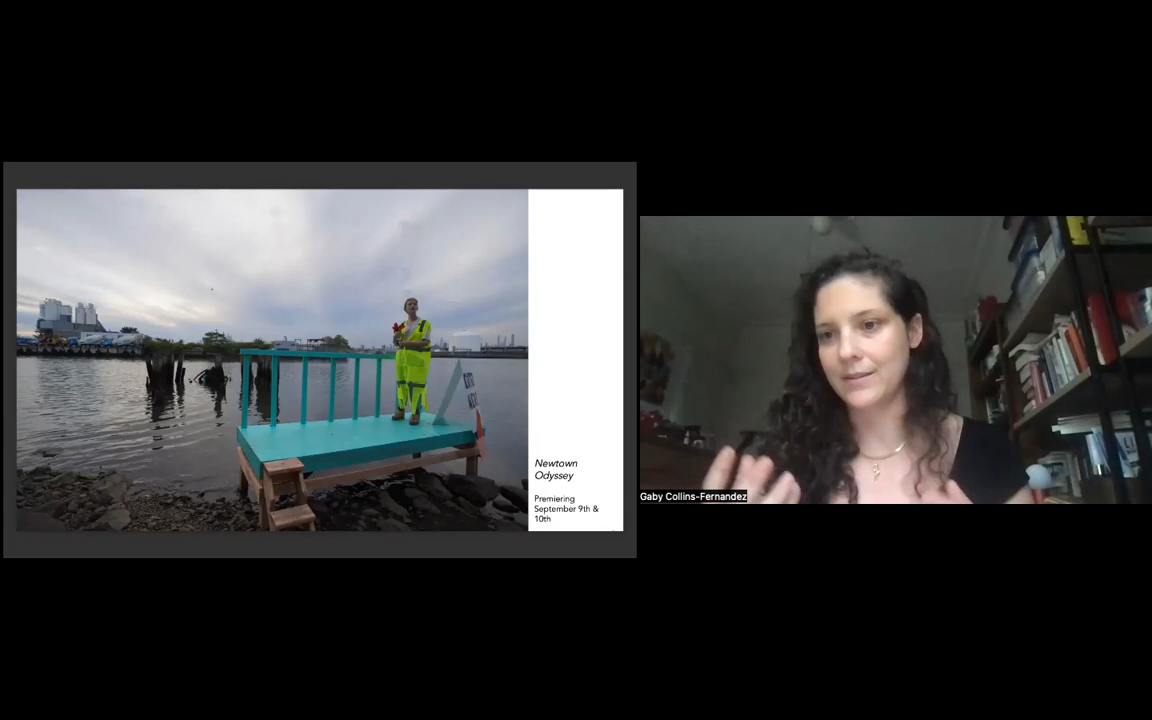 Newtown
Odyssey
Premiering
September 9th &
10th
Gaby Collins-Fernandez